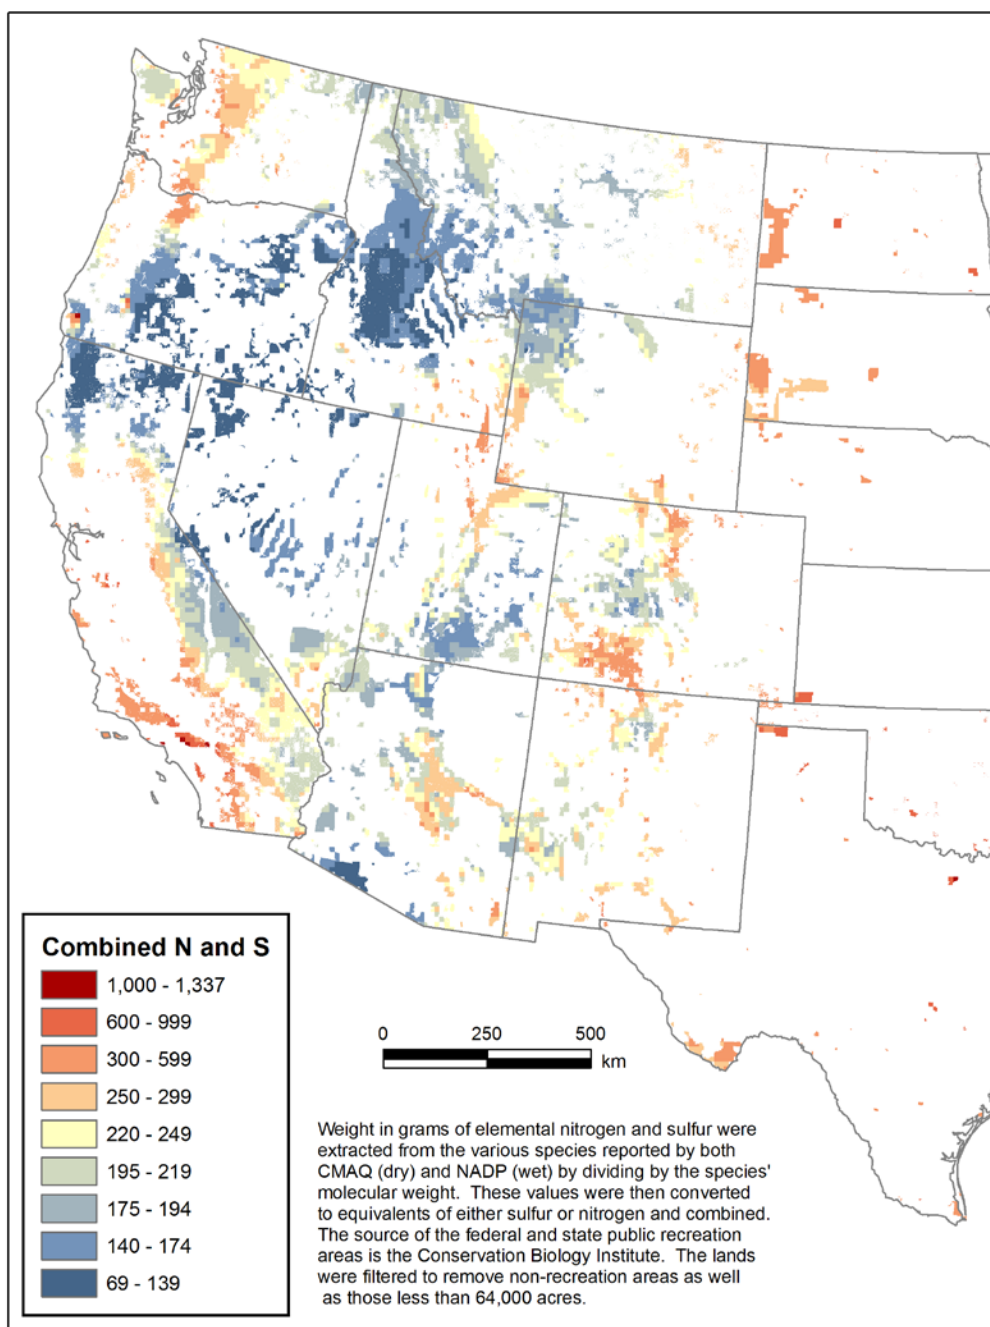 Combined N and S
1,000 - 1,337
600 - 999
300 - 599
250 - 299
220 - 249
195 - 219
175 - 194
140 - 174
69 - 139
0 250 500
km
Weight in grams of elemental nitrogen and sulfur were
extracted from the various species reported by both
CMAQ (dry) and NADP (wet) by dividing by the species'
molecular weight. These values were then converted
to equivalents of either sulfur or nitrogen and combined.
The source of the federal and state public recreation
areas is the Conservation Biology Institute. The lands
were filtered to remove non-recreation areas as well
as those less than 64,000 acres.